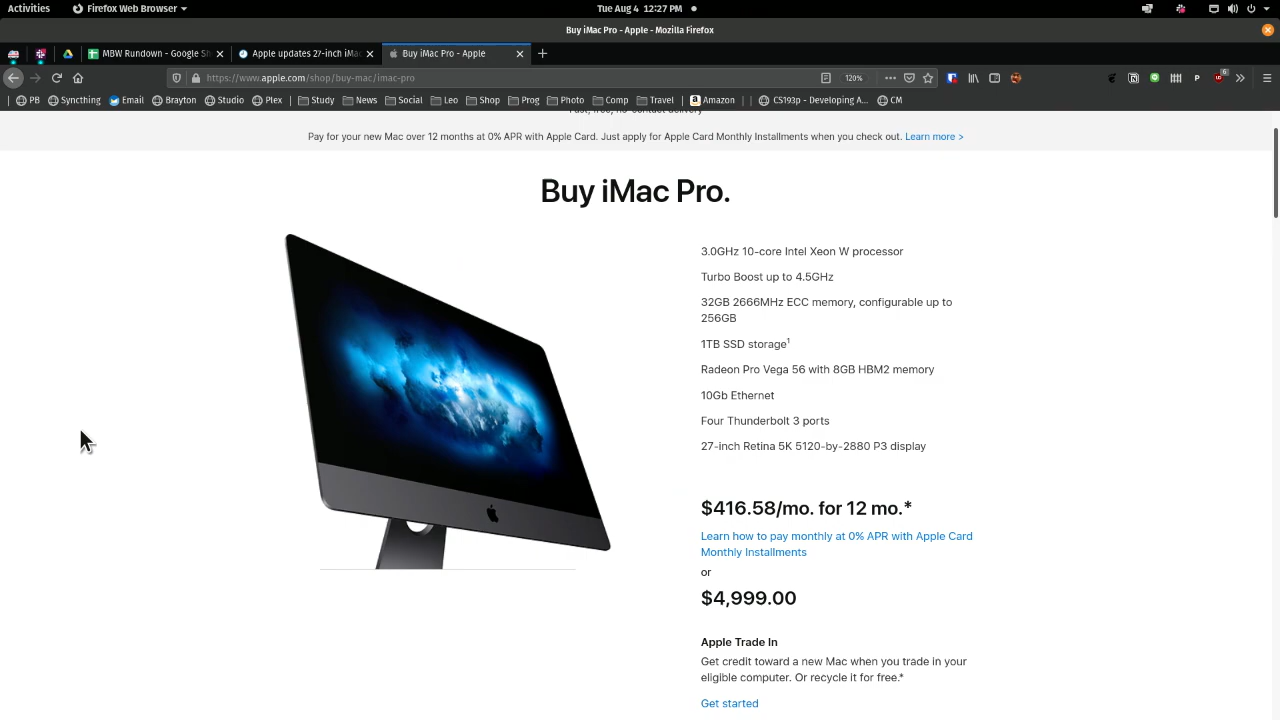 Activities
Firefox Web Browser
Tue Aug 4 12:27 PM
Buy iMac Pro - Apple - Mozilla Firefox
MBW Rundown - Google Sh
Apple updates 27-inch iMac
Buy iMac Pro - Apple
https://www.apple.com/shop/buy-mac/imac-pro
120%
6
PB
Syncthing
Email
Brayton
Studio
Plex
Study
News
Social
Leo
Shop
Prog
Photo
Comp
Travel
Amazon
CS193p - Developing A...
CM
Fast, free, no-contact delivery
Pay for your new Mac over 12 months at 0% APR with Apple Card. Just apply for Apple Card Monthly Installments when you check out. Learn more >
Buy iMac Pro.
3.0GHz 10-core Intel Xeon W processor
Turbo Boost up to 4.5GHz
32GB 2666MHz ECC memory, configurable up to
256GB
1TB SSD storage¹
Radeon Pro Vega 56 with 8GB HBM2 memory
10Gb Ethernet
Four Thunderbolt 3 ports
27-inch Retina 5K 5120-by-2880 P3 display
$416.58/mo. for 12 mo.*
Learn how to pay monthly at 0% APR with Apple Card
Monthly Installments
or
$4,999.00
Apple Trade In
Get credit toward a new Mac when you trade in your
eligible computer. Or recycle it for free.*
Get started